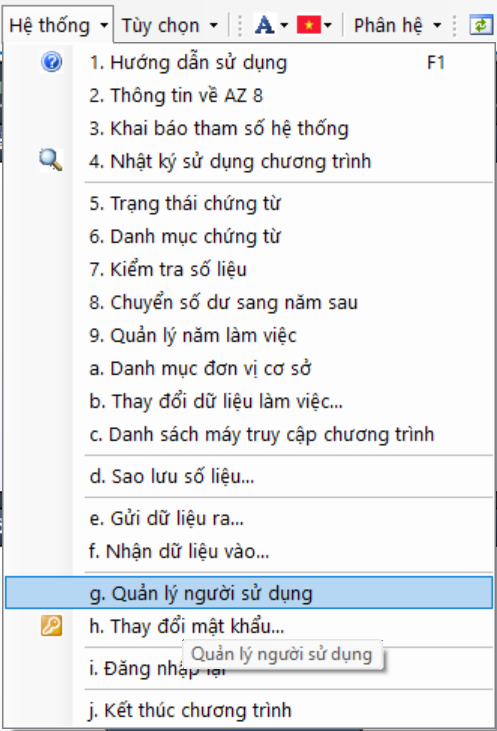 Hệ thống Tùy chọn A Phân hệ
1. Hướng dẫn sử dụng F1
2. Thông tin về AZ 8
3. Khai báo tham số hệ thống
4. Nhật ký sử dụng chương trình
5. Trạng thái chứng từ
6. Danh mục chứng từ
7. Kiểm tra số liệu
8. Chuyển số dư sang năm sau
9. Quản lý năm làm việc
a. Danh mục đơn vị cơ sở
b. Thay đổi dữ liệu làm việc...
c. Danh sách máy truy cập chương trình
d. Sao lưu số liệu...
e. Gửi dữ liệu ra...
f. Nhận dữ liệu vào...
g. Quản lý người sử dụng
h. Thay đổi mật khẩu...
Quản lý người sử dụng
i. Đăng nhập lại
j. Kết thúc chương trình